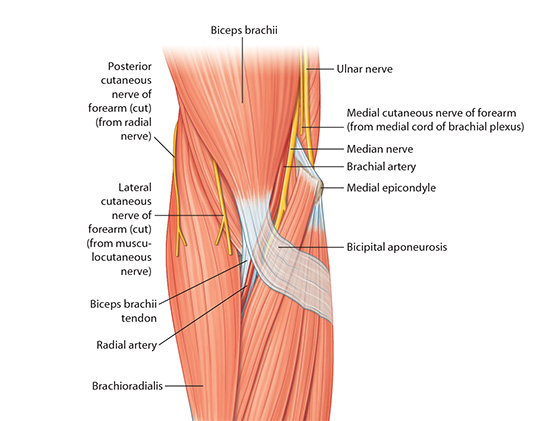 Biceps brachii
Posterior
cutaneous
nerve of
forearm (cut)
(from radial
nerve)
Lateral
cutaneous
nerve of
forearm (cut)
(from muscu-
locutaneous
nerve)
Biceps brachii
tendon
Radial artery
Brachioradialis
Ulnar nerve
Medial cutaneous nerve of forearm
(from medial cord of brachial plexus)
Median nerve
Brachial artery
Medial epicondyle
Bicipital aponeurosis